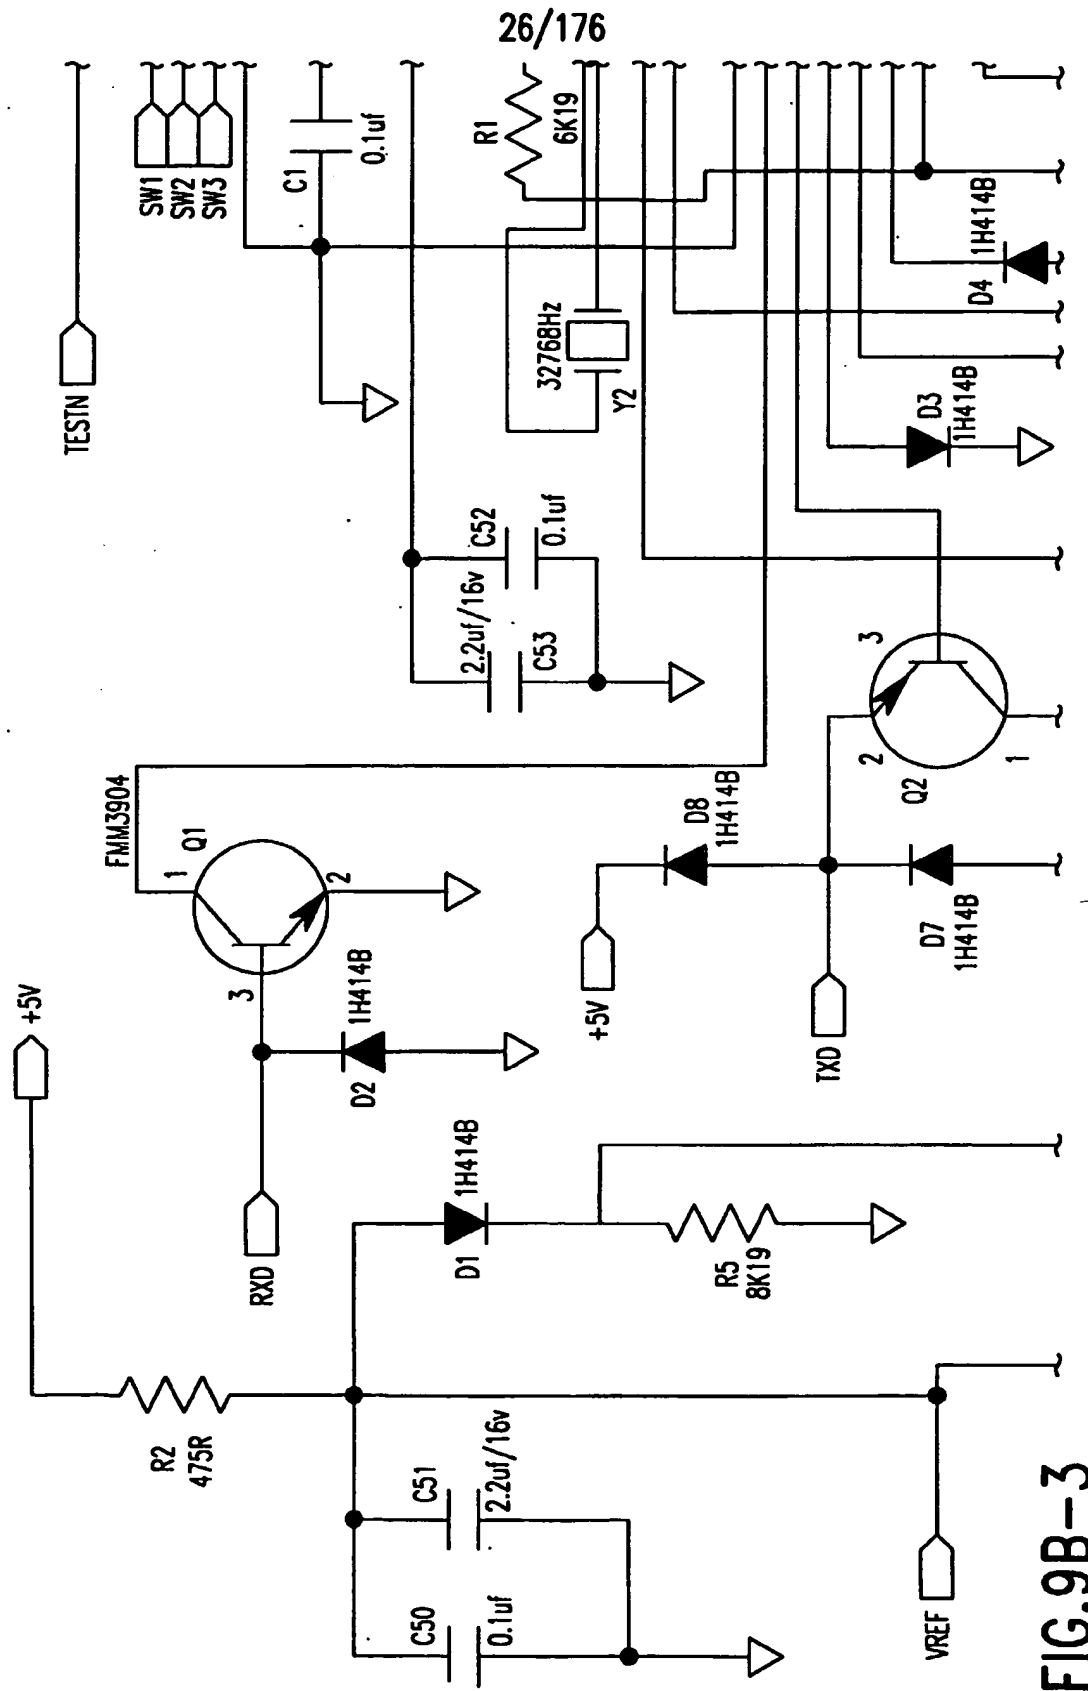 26/176
TESTN
SW1
SW2
SW3
C1
0.1uf
R1
6K19
32768Hz
Y2
D4
1H414B
D3
1H414B
C52
0.1uf
2.2uf/16v
C53
FMM3904
Q1
1
2
3
+5V
RXD
D2
1H414B
+5V
D8
1H414B
TXD
D7
1H414B
Q2
3
2
1
D1
1H414B
R5
8K19
R2
475R
C51
2.2uf/16v
C50
0.1uf
VREF
FIG.9B-3